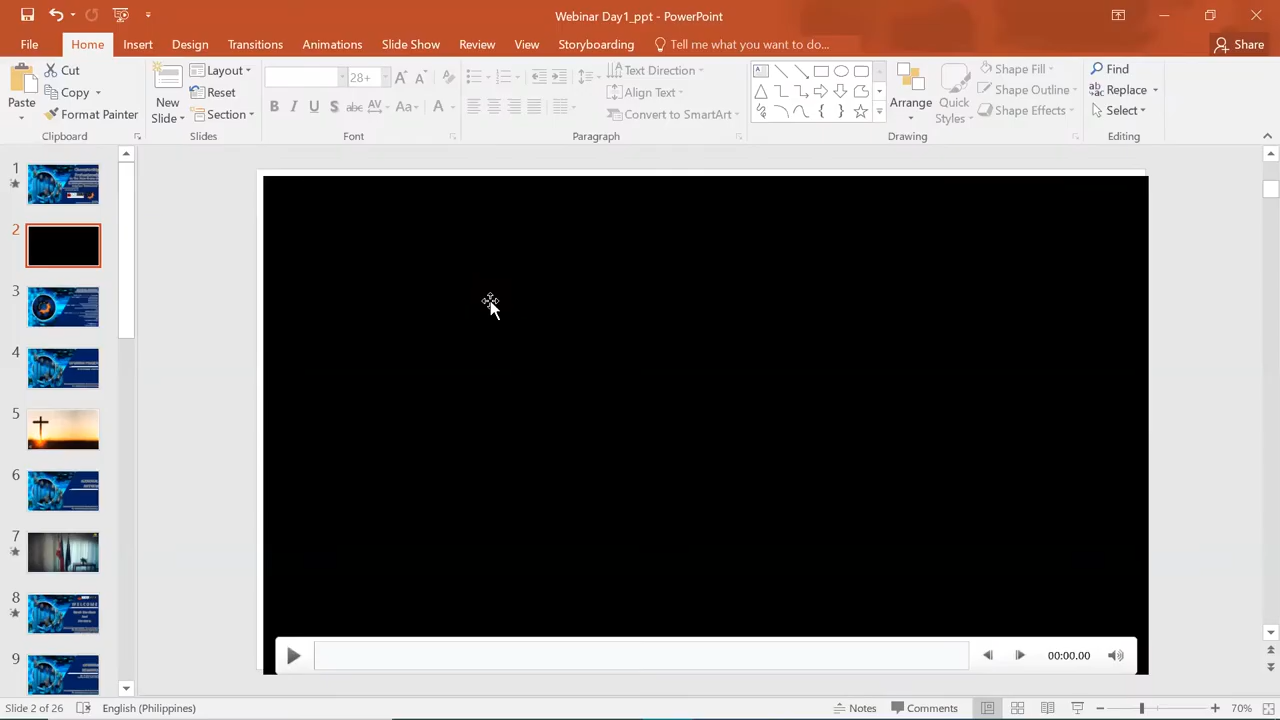 Webinar Day1_ppt - PowerPoint
File Home Insert Design Transitions Animations Slide Show Review View Storyboarding Tell me what you want to do... Share
Paste
Cut
Copy
Format Painter
Clipboard
New
Slide
Layout
Reset
Section
Slides
28+
B I U S abc AV Aa A
Font
Text Direction
Align Text
Convert to SmartArt
Paragraph
Arrange
Quick
Styles
Shape Fill
Shape Outline
Shape Effects
Drawing
Find
Replace
Select
Editing
1
2
3
4
5
6
7
8
WELCOME
9
00:00.00
Slide 2 of 26 English (Philippines) Notes Comments 70%